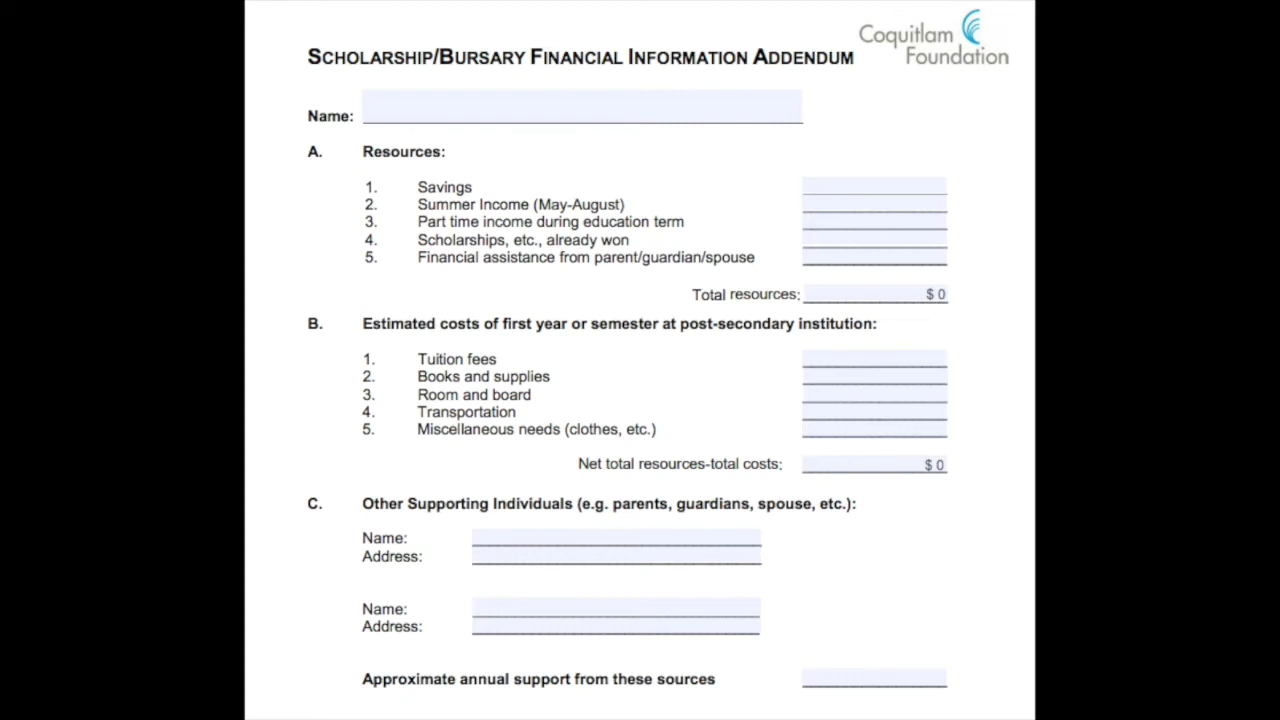 Coquitlam
Foundation
SCHOLARSHIP/BURSARY FINANCIAL INFORMATION ADDENDUM
Name:
A. Resources:
1. Savings
2. Summer Income (May-August)
3. Part time income during education term
4. Scholarships, etc., already won
5. Financial assistance from parent/guardian/spouse
Total resources: $ 0
B. Estimated costs of first year or semester at post-secondary institution:
1. Tuition fees
2. Books and supplies
3. Room and board
4. Transportation
5. Miscellaneous needs (clothes, etc.)
Net total resources-total costs: $ 0
C. Other Supporting Individuals (e.g. parents, guardians, spouse, etc.):
Name:
Address:
Name:
Address:
Approximate annual support from these sources